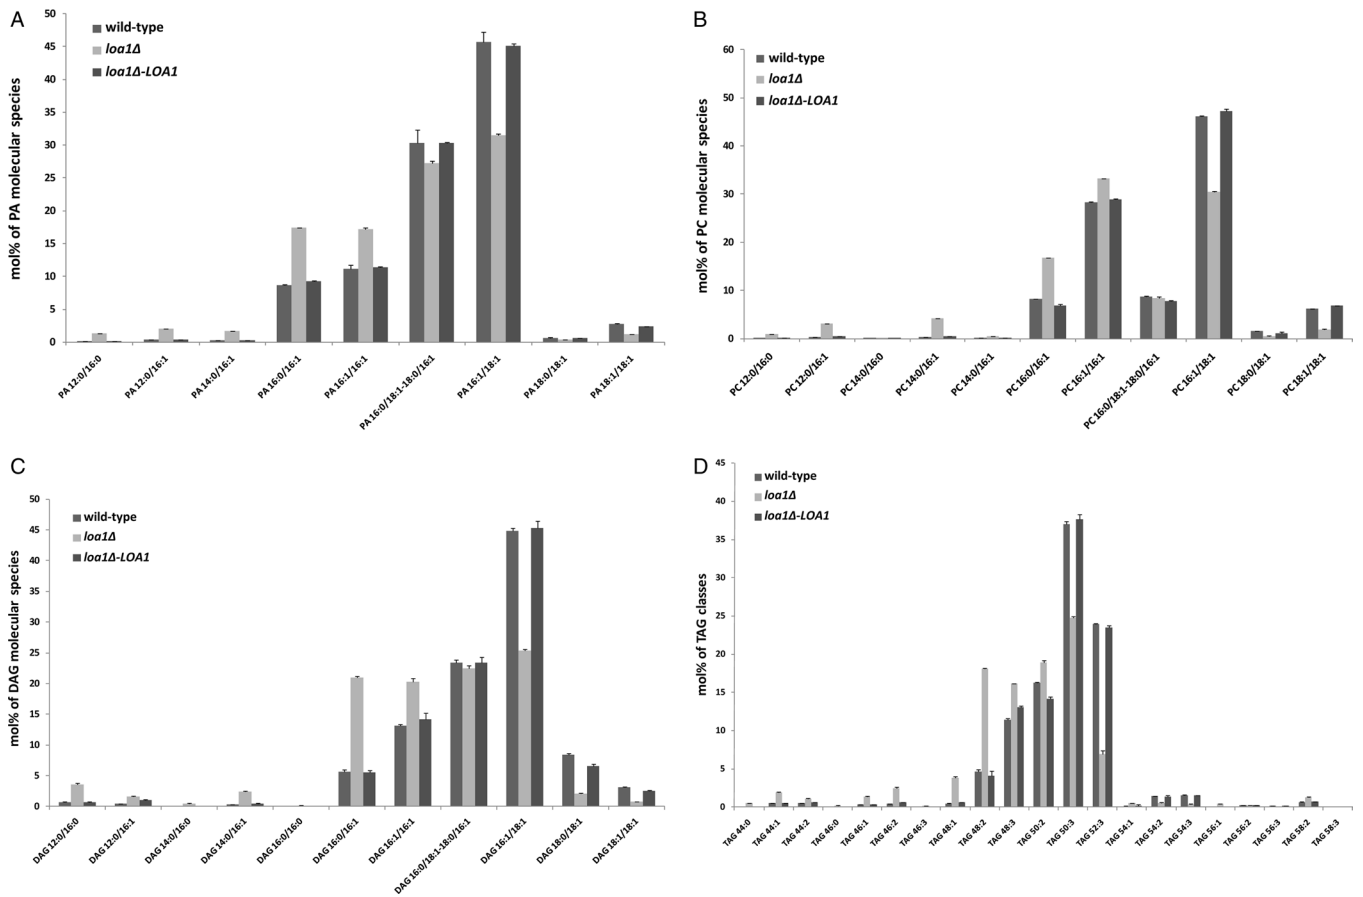 A
wild-type
loa1Δ
loa1Δ-LOA1
mol% of PA molecular species
50
45
40
35
30
25
20
15
10
5
0
PA 12:0/16:0
PA 12:0/16:1
PA 14:0/16:1
PA 16:0/16:1
PA 16:1/16:1
PA 16:0/18:1-18:0/16:1
PA 16:1/18:1
PA 18:0/18:1
PA 18:1/18:1
B
wild-type
loa1Δ
loa1Δ-LOA1
mol% of PC molecular species
60
50
40
30
20
10
0
PC 12:0/16:0
PC 12:0/16:1
PC 14:0/16:0
PC 14:0/16:1
PC 14:0/16:1
PC 16:0/16:1
PC 16:1/16:1
PC 16:0/18:1-18:0/16:1
PC 16:1/18:1
PC 18:0/18:1
PC 18:1/18:1
C
wild-type
loa1Δ
loa1Δ-LOA1
mol% of DAG molecular species
50
45
40
35
30
25
20
15
10
5
0
DAG 12:0/16:0
DAG 12:0/16:1
DAG 14:0/16:0
DAG 14:0/16:1
DAG 16:0/16:0
DAG 16:0/16:1
DAG 16:1/16:1
DAG 16:0/18:1-18:0/16:1
DAG 16:1/18:1
DAG 18:0/18:1
DAG 18:1/18:1
D
wild-type
loa1Δ
loa1Δ-LOA1
mol% of TAG classes
45
40
35
30
25
20
15
10
5
0
TAG 44:0
TAG 44:1
TAG 44:2
TAG 46:0
TAG 46:1
TAG 46:2
TAG 46:3
TAG 48:1
TAG 48:2
TAG 48:3
TAG 50:2
TAG 50:3
TAG 52:3
TAG 54:1
TAG 54:2
TAG 54:3
TAG 56:1
TAG 56:2
TAG 56:3
TAG 58:2
TAG 58:3